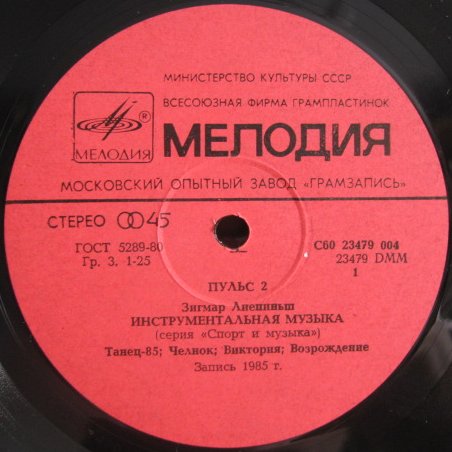 МИНИСТЕРСТВО КУЛЬТУРЫ СССР
ВСЕСОЮЗНАЯ ФИРМА ГРАМПЛАСТИНОК
МЕЛОДИЯ
®
МЕЛОДИЯ
МОСКОВСКИЙ ОПЫТНЫЙ ЗАВОД «ГРАМЗАПИСЬ»
СТЕРЕО 45
ГОСТ 5289-80
Гр. 3. 1-25
С60 23479 004
23479 DMM
1
ПУЛЬС 2
Зигмар Лиепиньш
ИНСТРУМЕНТАЛЬНАЯ МУЗЫКА
(серия «Спорт и музыка»)
Танец-85; Челнок; Виктория; Возрождение
Запись 1985 г.